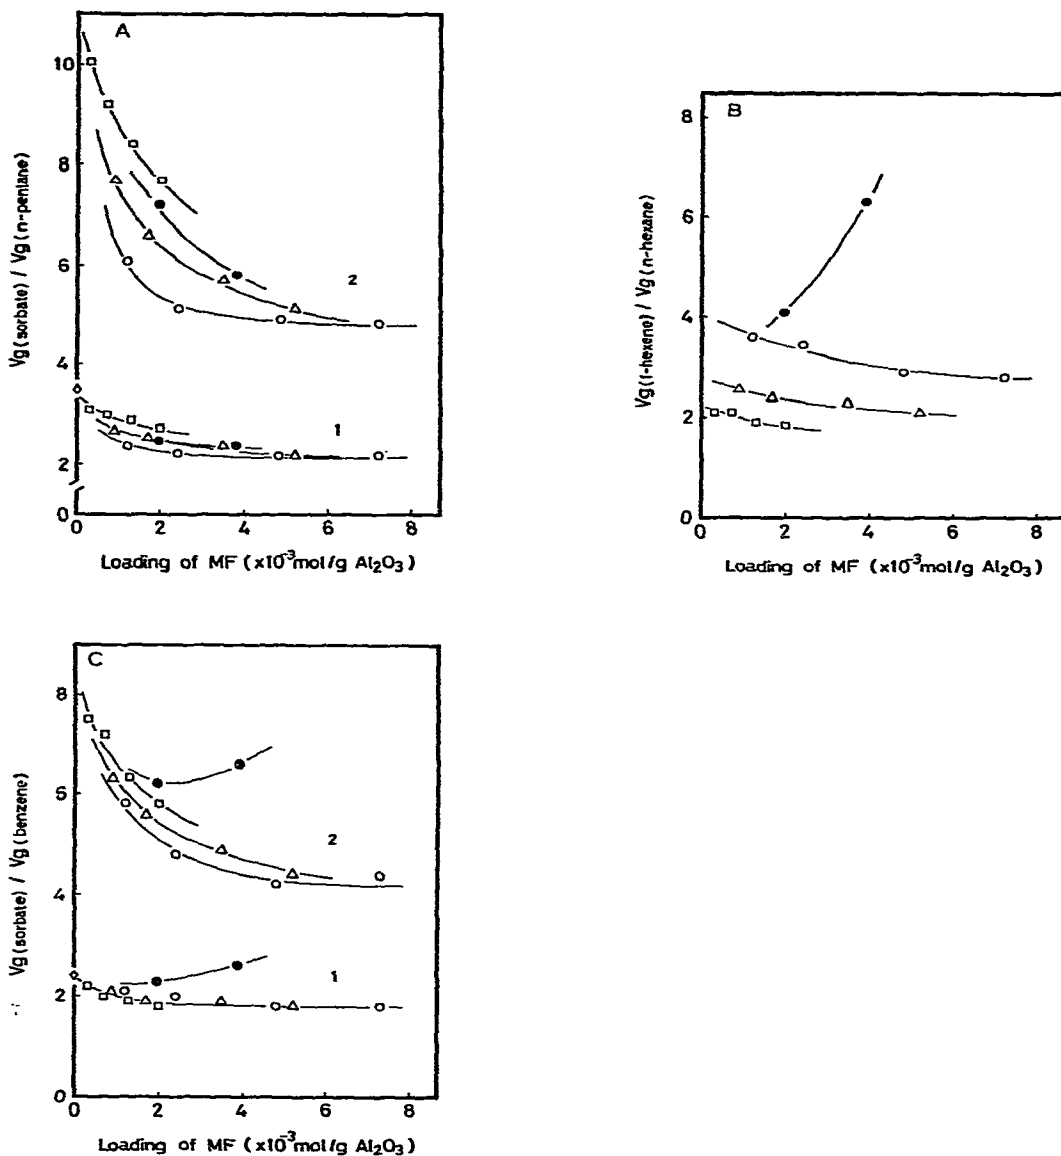 A
10
8
6
4
2
0
2
1
0 2 4 6 8
Vg (sorbate) / Vg (n-pentane)
Loading of MF (x10-3mol/g Al2O3)
B
8
6
4
2
0
0 2 4 6 8
Vg (1-hexene) / Vg (n-hexane)
Loading of MF (x10-3mol/g Al2O3)
C
8
6
4
2
0
2
1
0 2 4 6 8
Vg (sorbate) / Vg (benzene)
Loading of MF (x10-3mol/g Al2O3)